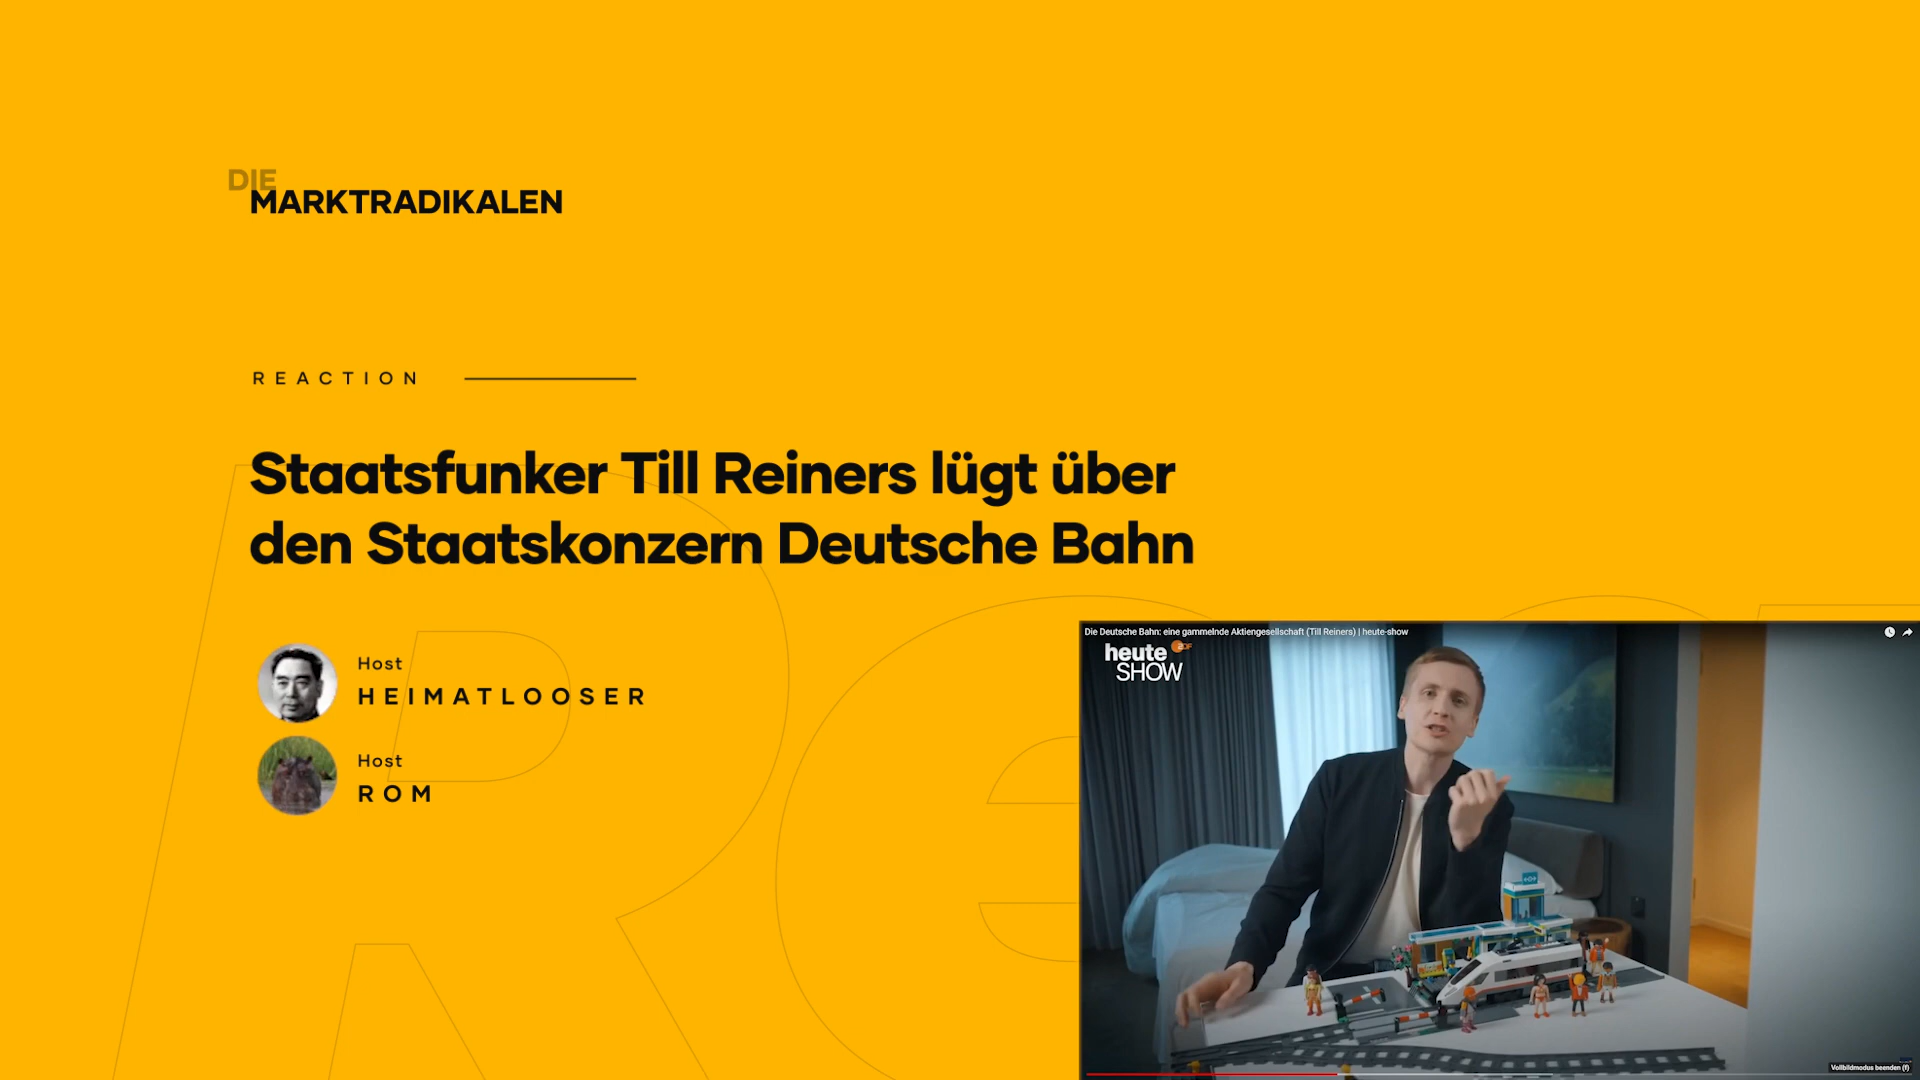 DIE
MARKTRADIKALEN
REACTION
Staatsfunker Till Reiners lügt über
den Staatskonzern Deutsche Bahn
Host
HEIMATLOOSER
Host
ROM
Die Deutsche Bahn: eine gammelnde Aktiengesellschaft (Till Reiners) | heute-show
heute ZDF
SHOW
Vollbildmodus beenden (f)